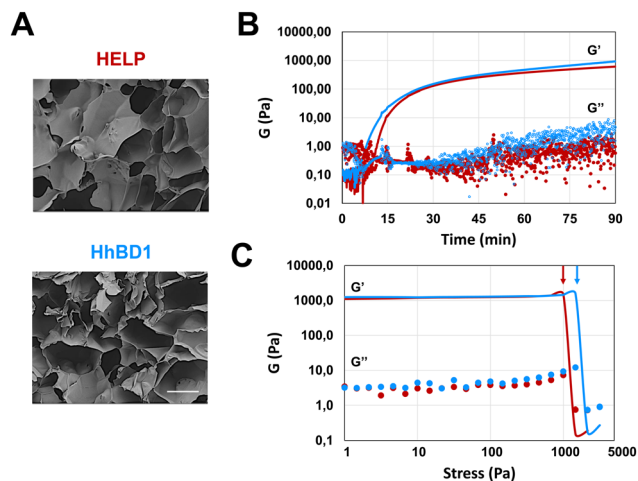 A
HELP
HhBD1
B
G (Pa)
10000,00
1000,00
100,00
10,00
1,00
0,10
0,01
G’
G’’
0
15
30
45
60
75
90
Time (min)
C
G (Pa)
10000,0
1000,0
100,0
10,0
1,0
0,1
G’
G’’
1
10
100
1000
5000
Stress (Pa)